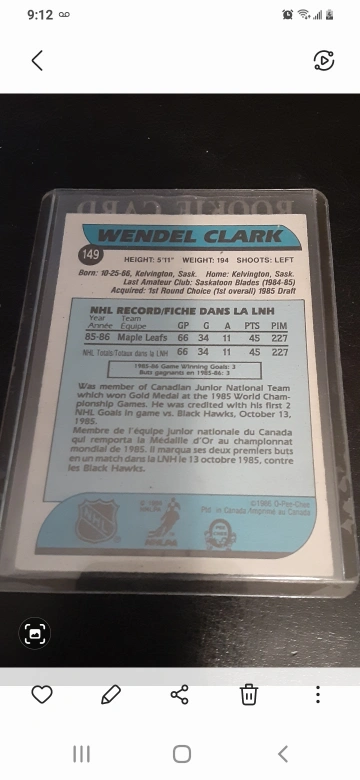 9:12
ROOKIE CARD
WENDEL CLARK
149
HEIGHT: 5'11" WEIGHT: 194 SHOOTS: LEFT
Born: 10-25-66, Kelvington, Sask. Home: Kelvington, Sask.
Last Amateur Club: Saskatoon Blades (1984-85)
Acquired: 1st Round Choice (1st overall) 1985 Draft
NHL RECORD/FICHE DANS LA LNH
Year Team
Année Équipe GP G A PTS PIM
85-86 Maple Leafs 66 34 11 45 227
NHL Totals/Totaux dans la LNH 66 34 11 45 227
1985-86 Game Winning Goals: 3
Buts gagnants en 1985-86: 3
Was member of Canadian Junior National Team
which won Gold Medal at the 1985 World Cham-
pionship Games. He was credited with his first 2
NHL Goals in game vs. Black Hawks, October 13,
1985.
Membre de l'équipe junior nationale du Canada
qui remporta la Médaille d'Or au championnat
mondial de 1985. Il marqua ses deux premiers buts
en un match dans la LNH le 13 octobre 1985, contre
les Black Hawks.
©1986 O-Pee-Chee
Ptd. in Canada Imprimé au Canada
NHL
NHLPA